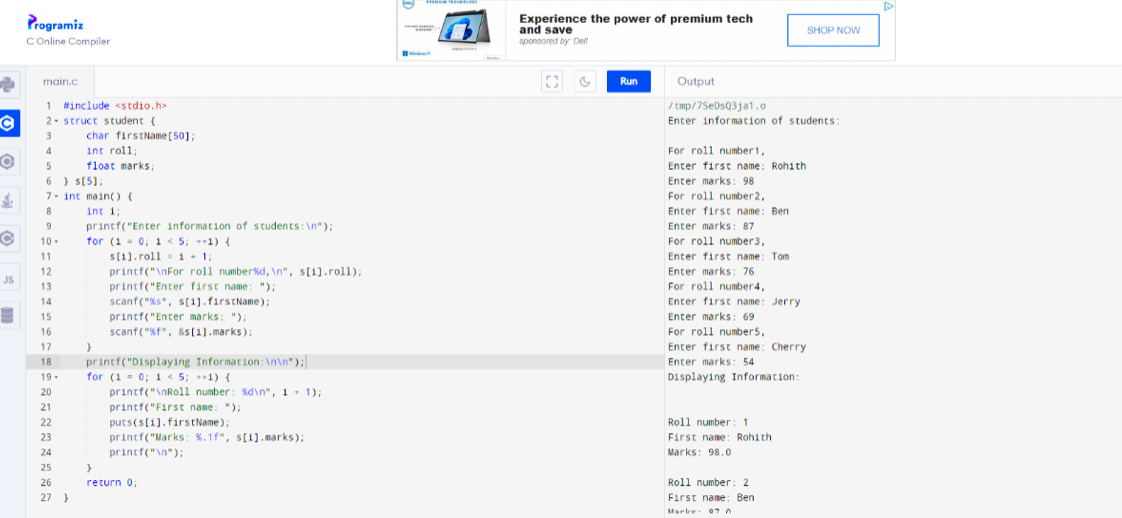 Programiz
C Online Compiler
PREMIUM TECHNOLOGY
Windows 11
Experience the power of premium tech
and save
sponsored by: Dell
SHOP NOW
main.c
Run
Output
1 #include <stdio.h>
2 struct student {
3 char firstName[50];
4 int roll;
5 float marks;
6 } s[5];
7 int main() {
8 int i;
9 printf("Enter information of students:\n");
10 for (i = 0; i < 5; ++i) {
11 s[i].roll = i + 1;
12 printf("\nFor roll number%d,\n", s[i].roll);
13 printf("Enter first name: ");
14 scanf("%s", s[i].firstName);
15 printf("Enter marks: ");
16 scanf("%f", &s[i].marks);
17 }
18 printf("Displaying Information:\n\n");
19 for (i = 0; i < 5; ++i) {
20 printf("\nRoll number: %d\n", i + 1);
21 printf("First name: ");
22 puts(s[i].firstName);
23 printf("Marks: %.1f", s[i].marks);
24 printf("\n");
25 }
26 return 0;
27 }
JS
/tmp/7SeDsQ3ja1.o
Enter information of students:
For roll number1,
Enter first name: Rohith
Enter marks: 98
For roll number2,
Enter first name: Ben
Enter marks: 87
For roll number3,
Enter first name: Tom
Enter marks: 76
For roll number4,
Enter first name: Jerry
Enter marks: 69
For roll number5,
Enter first name: Cherry
Enter marks: 54
Displaying Information:
Roll number: 1
First name: Rohith
Marks: 98.0
Roll number: 2
First name: Ben
Marks: 87.0